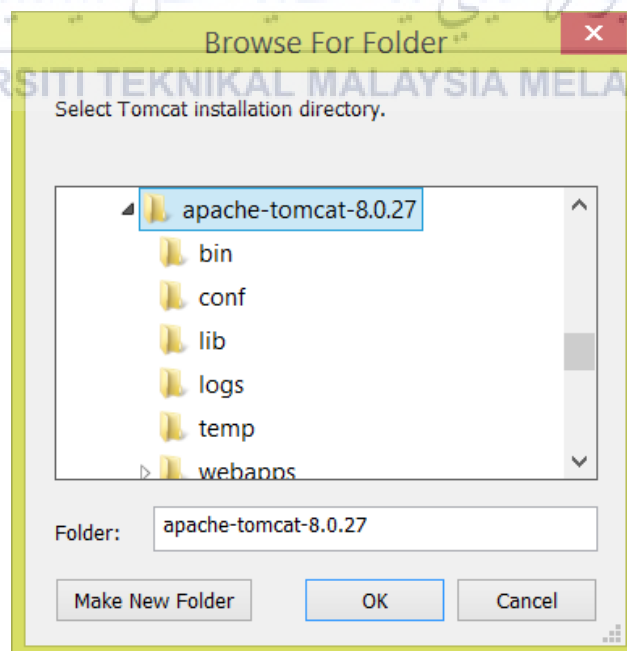 Browse For Folder
RSITI TEKNIKAL MALAYSIA MELA
Select Tomcat installation directory.
apache-tomcat-8.0.27
bin
conf
lib
logs
temp
webapps
Folder: apache-tomcat-8.0.27
Make New Folder OK Cancel